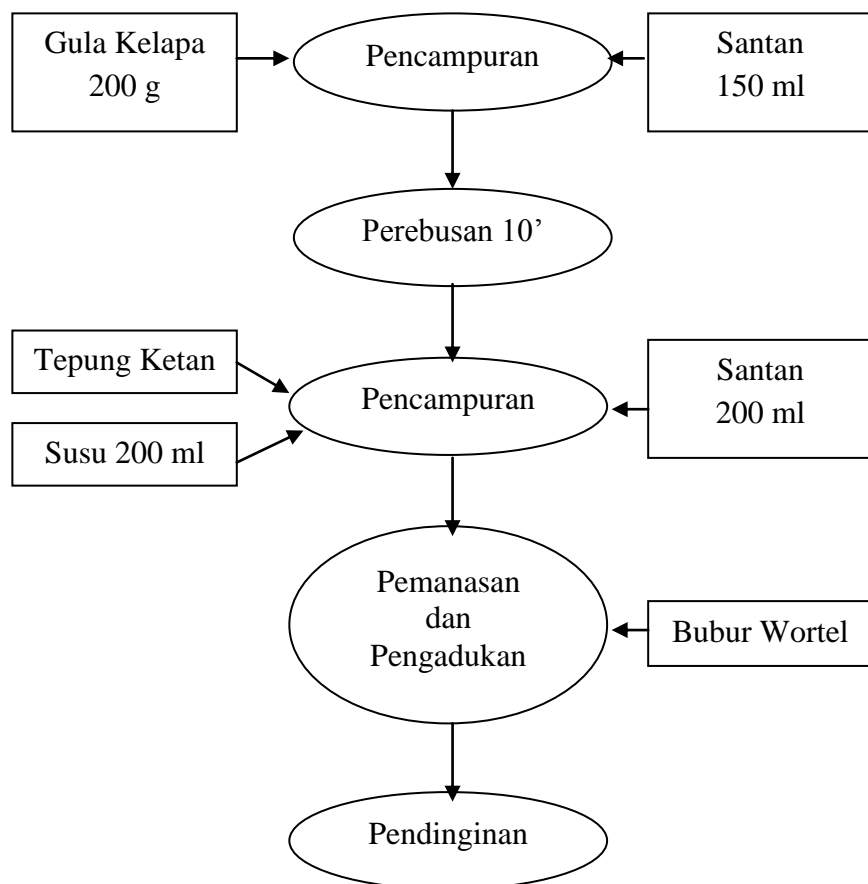 Gula Kelapa
200 g
Pencampuran
Santan
150 ml
Perebusan 10’
Tepung Ketan
Susu 200 ml
Pencampuran
Santan
200 ml
Pemanasan
dan
Pengadukan
Bubur Wortel
Pendinginan